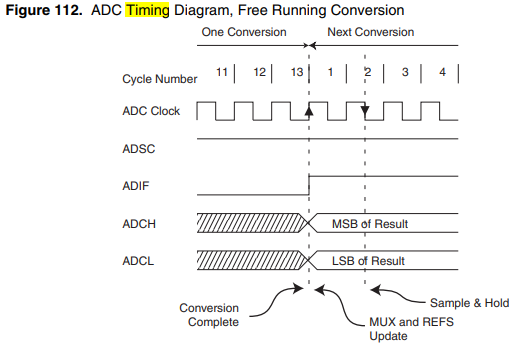 Figure 112. ADC Timing Diagram, Free Running Conversion
One Conversion Next Conversion
Cycle Number 11 12 13 1 2 3 4
ADC Clock
ADSC
ADIF
ADCH MSB of Result
ADCL LSB of Result
Conversion
Complete
MUX and REFS
Update
Sample & Hold